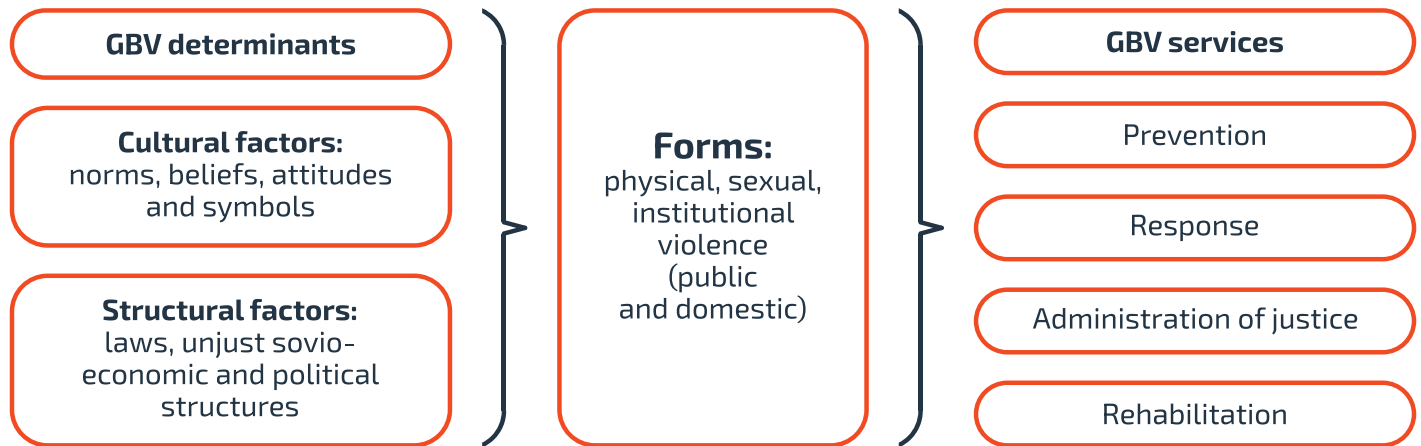 GBV determinants
Cultural factors:
norms, beliefs, attitudes
and symbols
Structural factors:
laws, unjust sovio-
economic and political
structures
Forms:
physical, sexual,
institutional
violence
(public
and domestic)
GBV services
Prevention
Response
Administration of justice
Rehabilitation